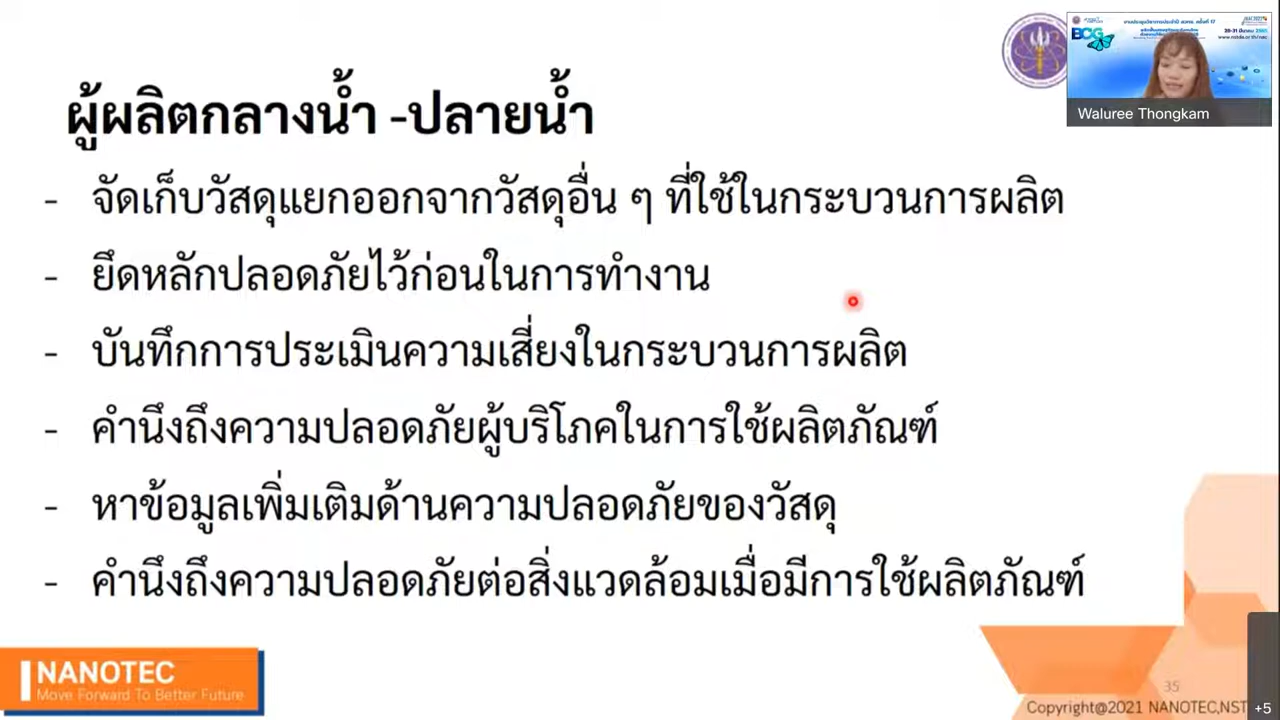 ผู้ผลิตกลางน้ำ -ปลายน้ำ
- จัดเก็บวัสดุแยกออกจากวัสดุอื่น ๆ ที่ใช้ในกระบวนการผลิต
- ยึดหลักปลอดภัยไว้ก่อนในการทำงาน
- บันทึกการประเมินความเสี่ยงในกระบวนการผลิต
- คำนึงถึงความปลอดภัยผู้บริโภคในการใช้ผลิตภัณฑ์
- หาข้อมูลเพิ่มเติมด้านความปลอดภัยของวัสดุ
- คำนึงถึงความปลอดภัยต่อสิ่งแวดล้อมเมื่อมีการใช้ผลิตภัณฑ์
BCG
Waluree Thongkam
NANOTEC
Move Forward To Better Future
35
Copyright@2021 NANOTEC,NST
+5